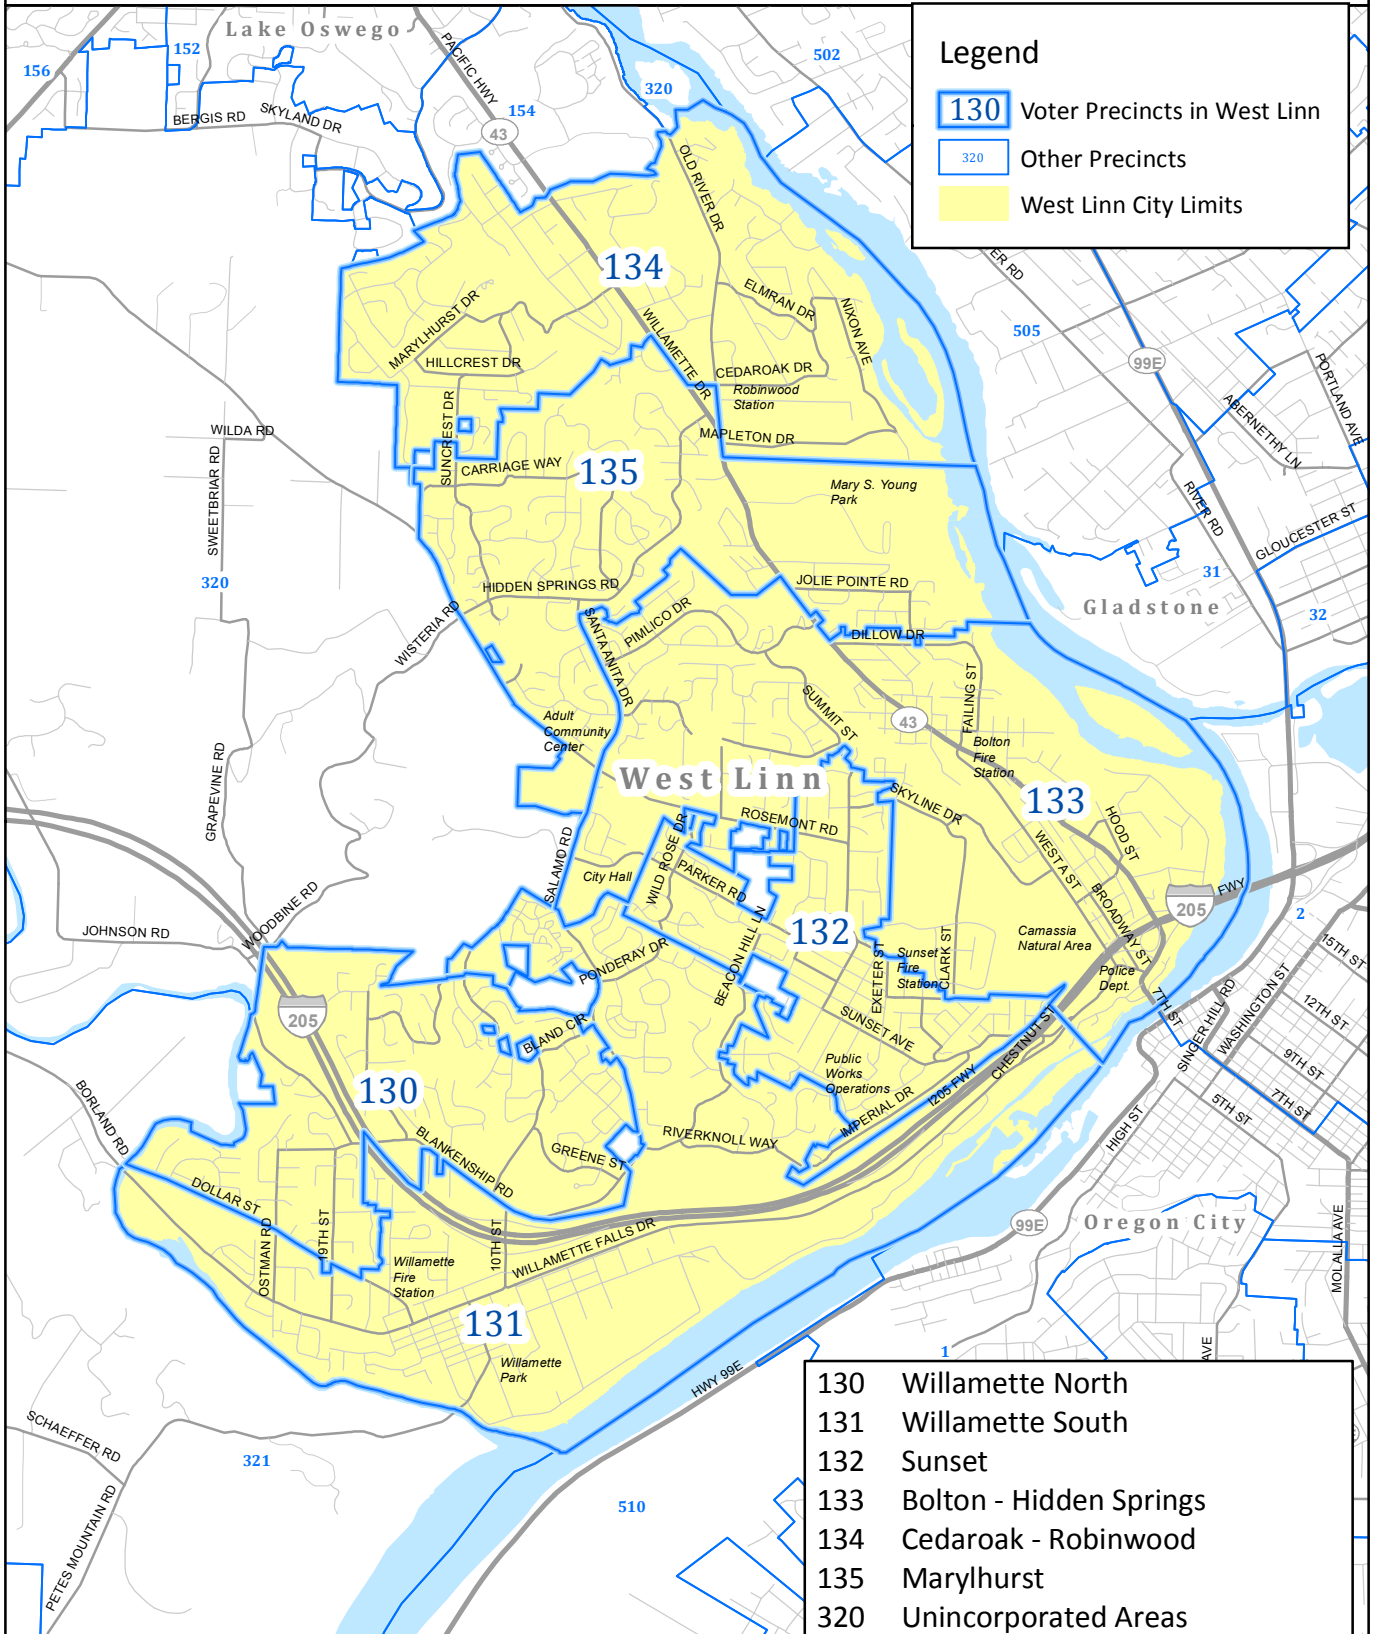 Lake Oswego
152
156
PACIFIC HWY
502
320
154
BERGIS RD
SKYLAND DR
43
Legend
130 Voter Precincts in West Linn
320 Other Precincts
West Linn City Limits
OLD RIVER DR
134
ER RD
ELMRAN DR
NIXON AVE
MARYLHURST DR
WILLAMETTE DR
505
99E
HILLCREST DR
CEDAROAK DR
Robinwood
Station
PORTLAND AVE
ABERNETHY LN
SUNCREST DR
WILDA RD
MAPLETON DR
SWEETBRIAR RD
CARRIAGE WAY
135
Mary S. Young
Park
RIVER RD
GLOUCESTER ST
320
HIDDEN SPRINGS RD
JOLIE POINTE RD
31
Gladstone
32
WISTERIA RD
SANTA ANITA DR
PIMLICO DR
DILLOW DR
SUMMIT ST
FAILING ST
43
Adult
Community
Center
Bolton
Fire
Station
GRAPEVINE RD
West Linn
SKYLINE DR
133
ROSEMONT RD
HOOD ST
SALAMO RD
WILD ROSE DR
WEST A ST
City Hall
PARKER RD
BROADWAY ST
FWY
205
WOODBINE RD
JOHNSON RD
2
132
Camassia
Natural Area
15TH ST
PONDERAY DR
BEACON HILL LN
EXETER ST
Sunset
Fire
Station
CLARK ST
Police
Dept.
7TH ST
SINGER HILL RD
WASHINGTON ST
12TH ST
205
BLAND CIR
SUNSET AVE
CHESTNUT ST
9TH ST
130
Public
Works
Operations
I205 FWY
IMPERIAL DR
7TH ST
5TH ST
BORLAND RD
HIGH ST
BLANKENSHIP RD
RIVERKNOLL WAY
GREENE ST
DOLLAR ST
OSTMAN RD
19TH ST
10TH ST
WILLAMETTE FALLS DR
99E
Oregon City
MOLALLA AVE
Willamette
Fire
Station
131
Willamette
Park
HWY 99E
1
AVE
SCHAEFFER RD
321
510
PETES MOUNTAIN RD
130 Willamette North
131 Willamette South
132 Sunset
133 Bolton - Hidden Springs
134 Cedaroak - Robinwood
135 Marylhurst
320 Unincorporated Areas